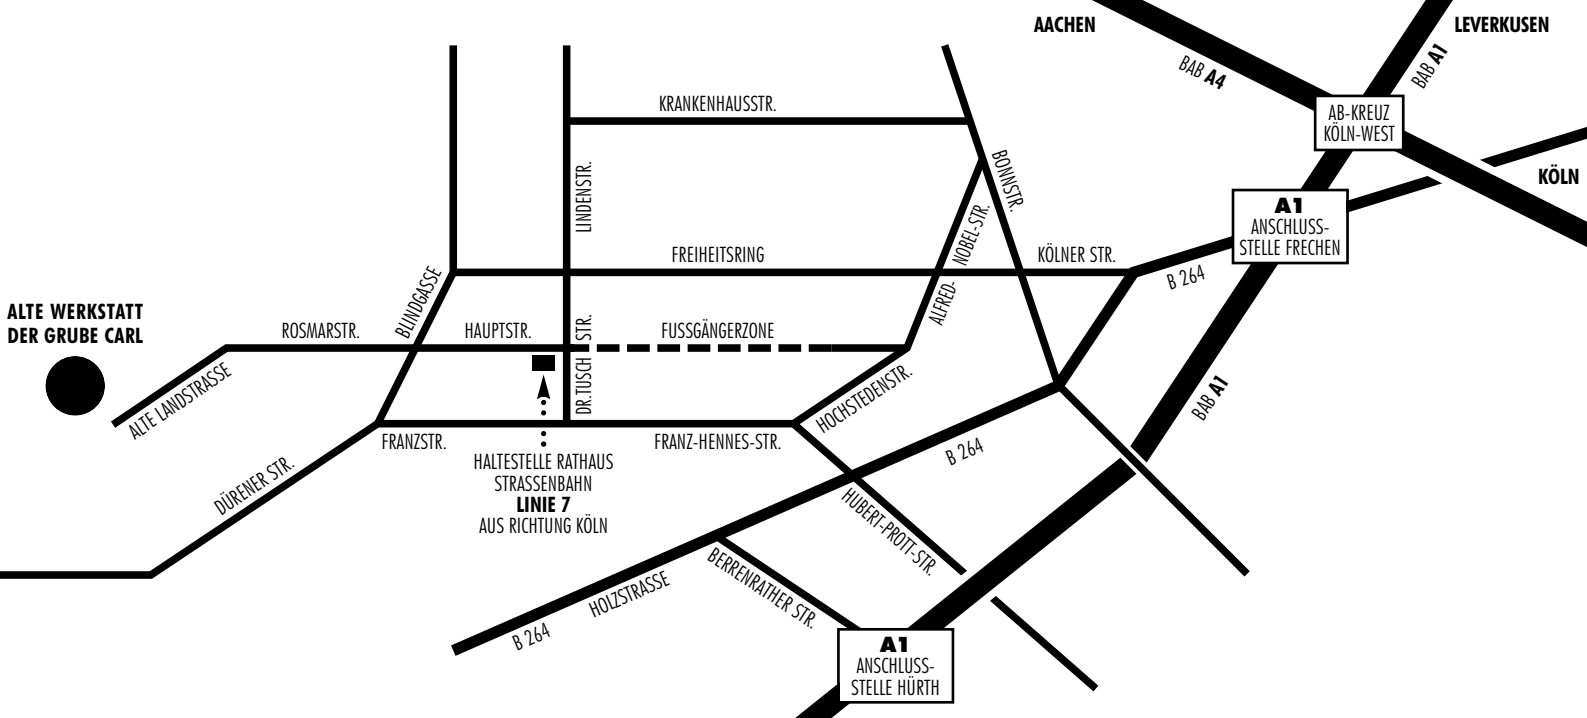 AACHEN
LEVERKUSEN
BAB A4
BAB A1
AB-KREUZ
KÖLN-WEST
KÖLN
KRANKENHAUSSTR.
LINDENSTR.
BONNSTR.
A1
ANSCHLUSS-
STELLE FRECHEN
ALFRED- NOBEL-STR.
FREIHEITSRING
KÖLNER STR.
B 264
BLINDGASSE
ALTE WERKSTATT
DER GRUBE CARL
ROSMARSTR.
HAUPTSTR.
DR.TUSCH STR.
FUSSGÄNGERZONE
ALTE LANDSTRASSE
HOCHSTEDENSTR.
BAB A1
FRANZSTR.
FRANZ-HENNES-STR.
B 264
DÜRENER STR.
HALTESTELLE RATHAUS
STRASSENBAHN
LINIE 7
AUS RICHTUNG KÖLN
HUBERT-PROTT-STR.
BERRENRATHER STR.
HOLZSTRASSE
B 264
A1
ANSCHLUSS-
STELLE HÜRTH